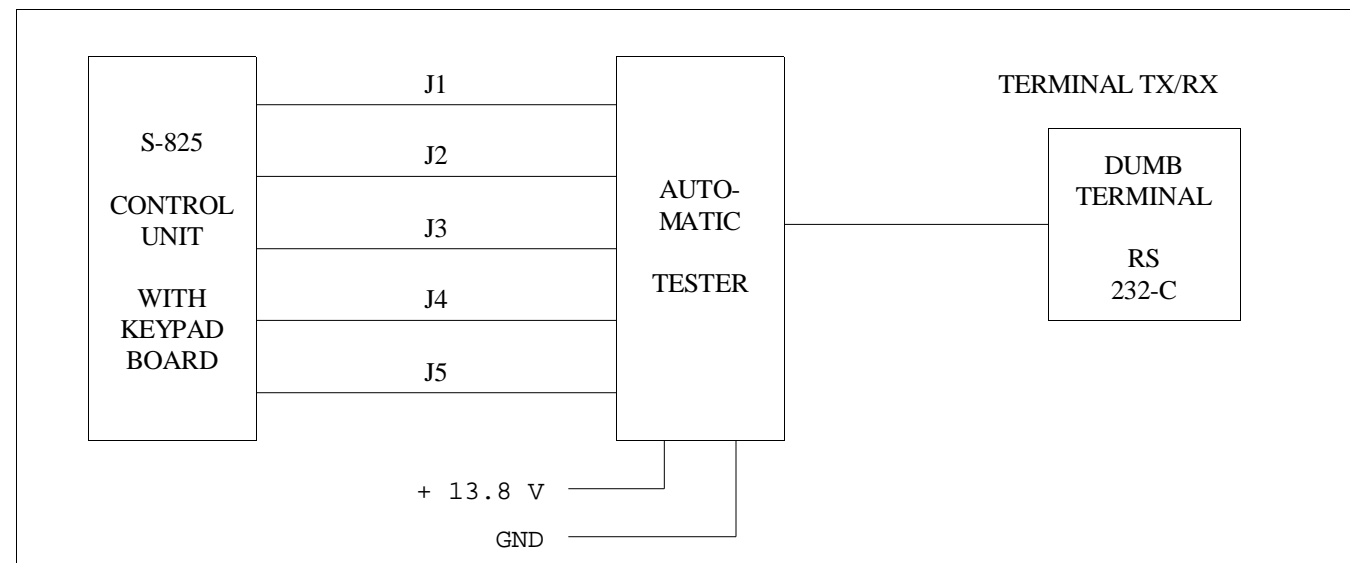 S-825
CONTROL
UNIT
WITH
KEYPAD
BOARD
J1
J2
J3
J4
J5
AUTO-
MATIC
TESTER
TERMINAL TX/RX
DUMB
TERMINAL
RS
232-C
+ 13.8 V
GND